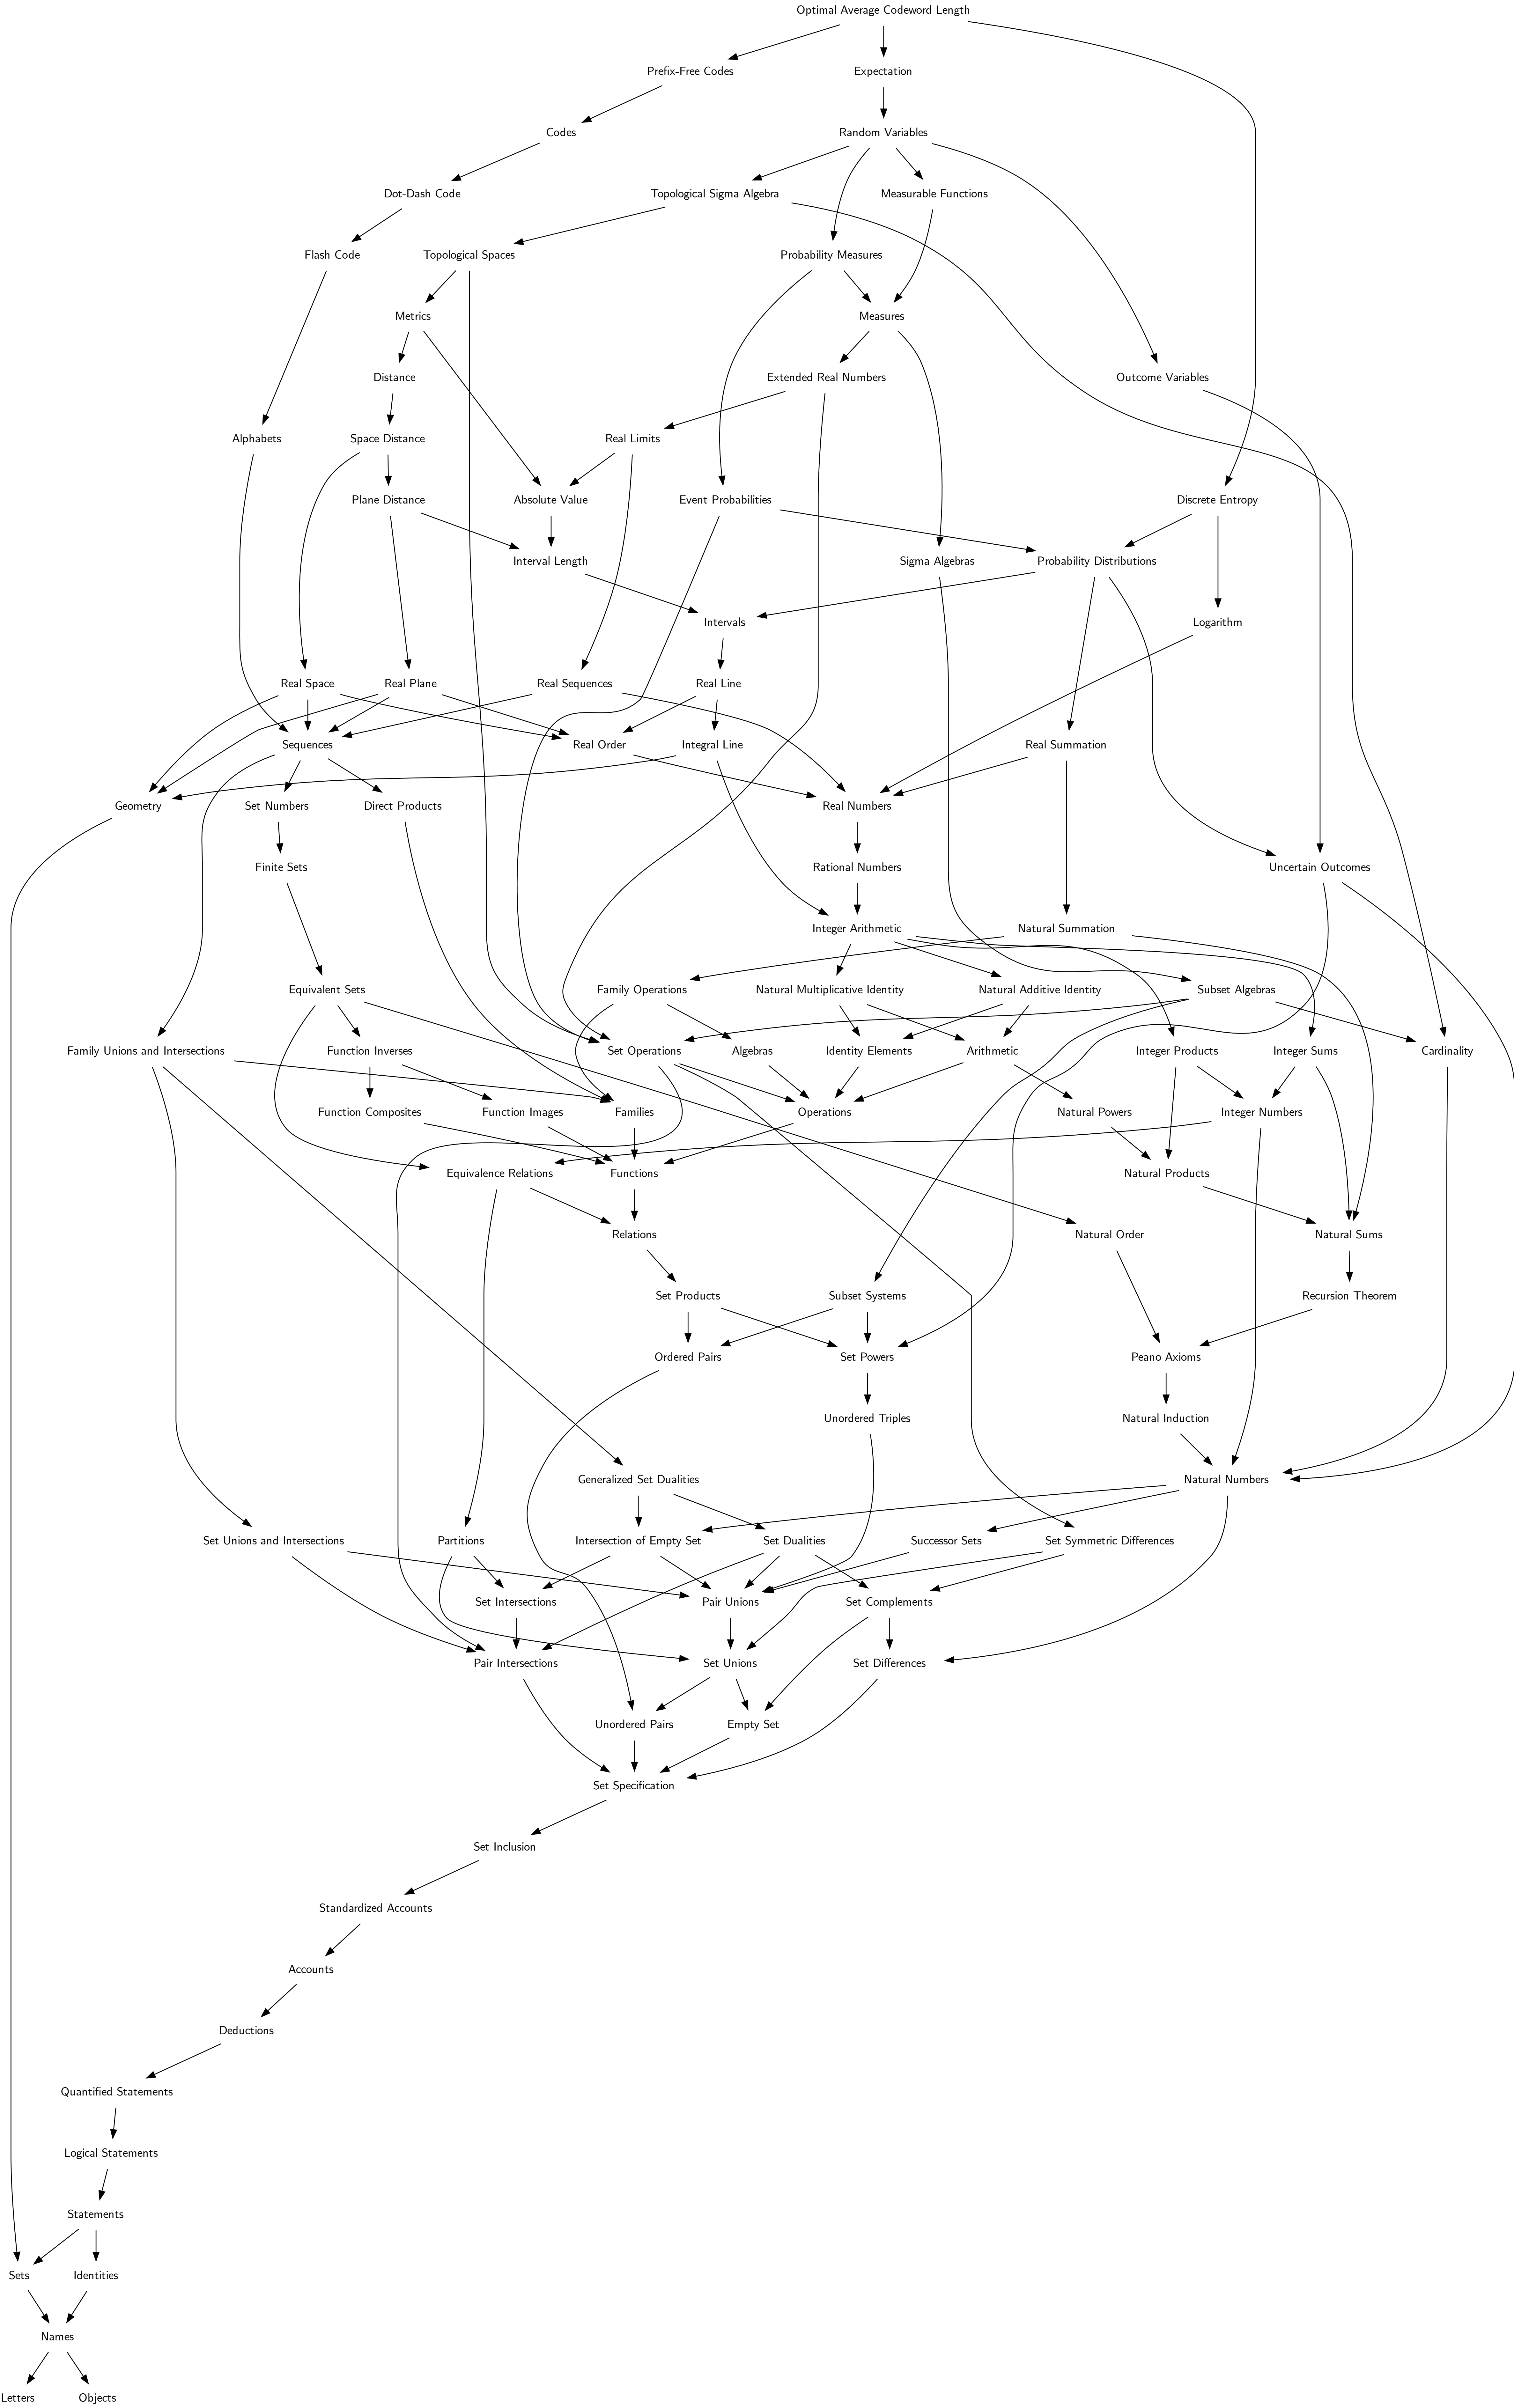 Optimal Average Codeword Length
Prefix-Free Codes
Expectation
Codes
Random Variables
Dot-Dash Code
Topological Sigma Algebra
Measurable Functions
Flash Code
Topological Spaces
Probability Measures
Metrics
Measures
Distance
Extended Real Numbers
Outcome Variables
Alphabets
Space Distance
Real Limits
Plane Distance
Absolute Value
Event Probabilities
Discrete Entropy
Interval Length
Sigma Algebras
Probability Distributions
Intervals
Logarithm
Real Space
Real Plane
Real Sequences
Real Line
Sequences
Real Order
Integral Line
Real Summation
Geometry
Set Numbers
Direct Products
Real Numbers
Finite Sets
Rational Numbers
Uncertain Outcomes
Integer Arithmetic
Natural Summation
Equivalent Sets
Family Operations
Natural Multiplicative Identity
Natural Additive Identity
Subset Algebras
Family Unions and Intersections
Function Inverses
Set Operations
Algebras
Identity Elements
Arithmetic
Integer Products
Integer Sums
Cardinality
Function Composites
Function Images
Families
Operations
Natural Powers
Integer Numbers
Equivalence Relations
Functions
Natural Products
Relations
Natural Order
Natural Sums
Set Products
Subset Systems
Recursion Theorem
Ordered Pairs
Set Powers
Peano Axioms
Unordered Triples
Natural Induction
Generalized Set Dualities
Natural Numbers
Set Unions and Intersections
Partitions
Intersection of Empty Set
Set Dualities
Successor Sets
Set Symmetric Differences
Set Intersections
Pair Unions
Set Complements
Pair Intersections
Set Unions
Set Differences
Unordered Pairs
Empty Set
Set Specification
Set Inclusion
Standardized Accounts
Accounts
Deductions
Quantified Statements
Logical Statements
Statements
Sets
Identities
Names
Letters
Objects